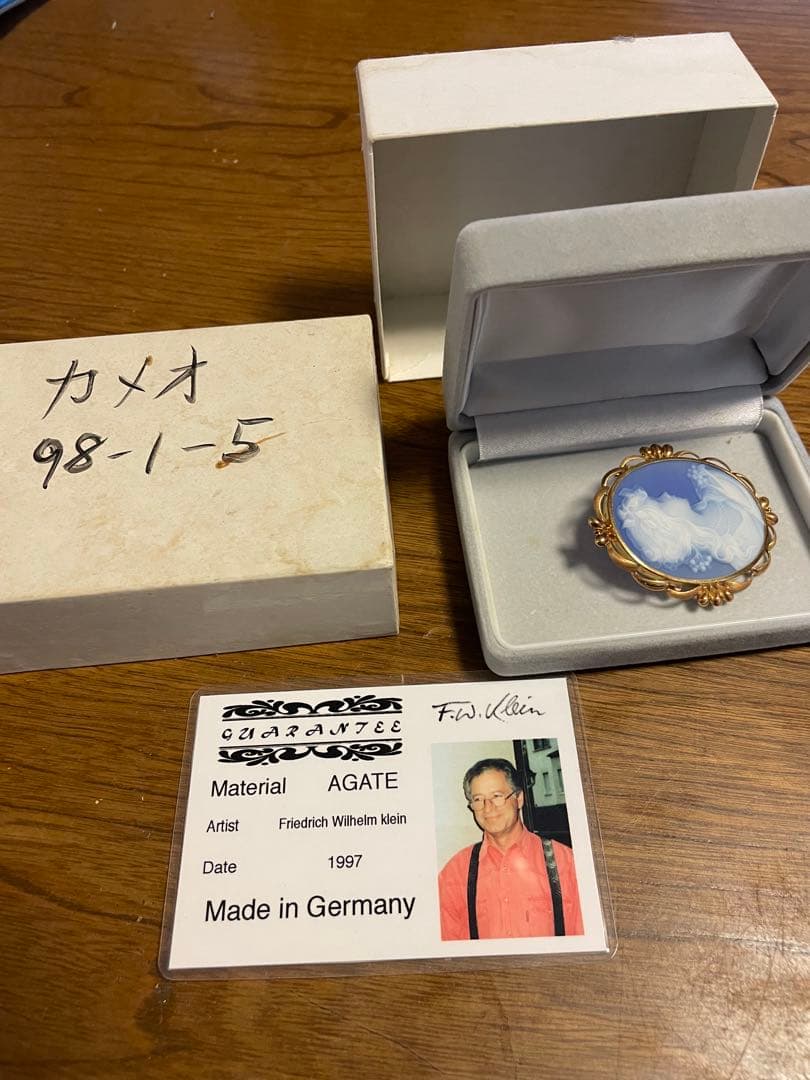 カメオ
98-1-5
GUARANTEE
F.W. Klein
Material AGATE
Artist Friedrich Wilhelm klein
Date 1997
Made in Germany